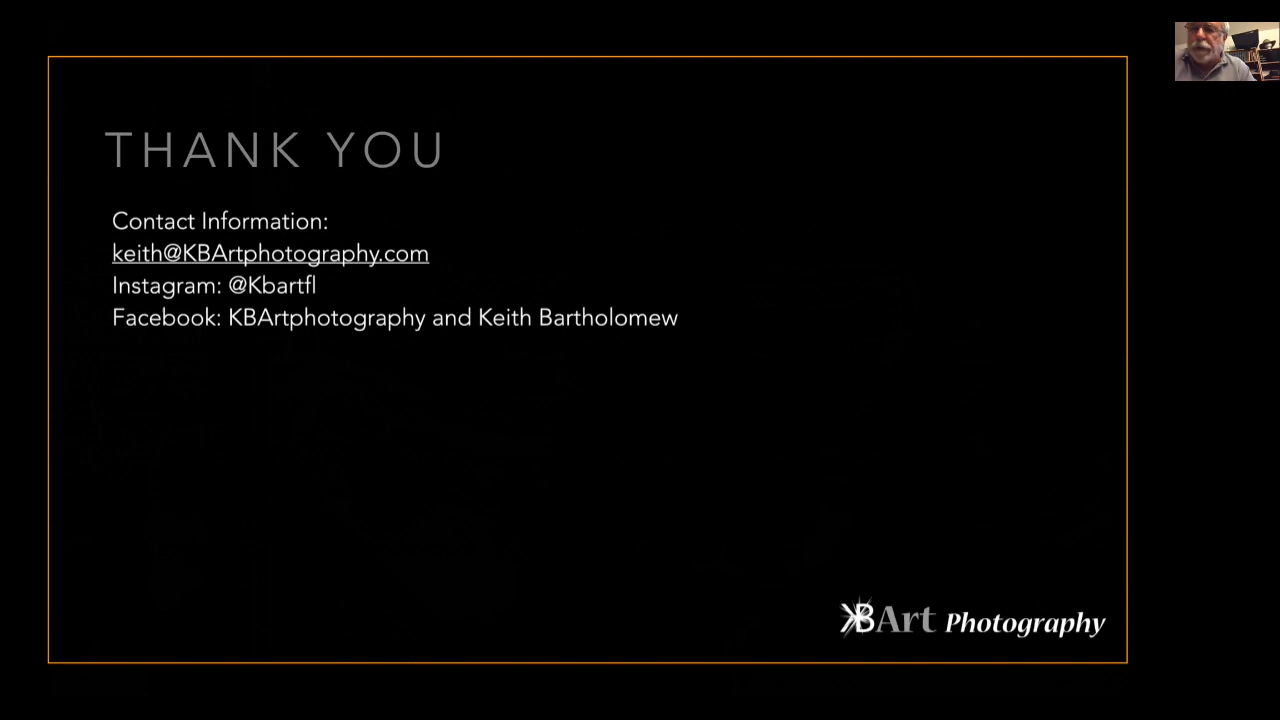 THANK YOU
Contact Information:
keith@KBArtphotography.com
Instagram: @Kbartfl
Facebook: KBArtphotography and Keith Bartholomew
KBArt Photography